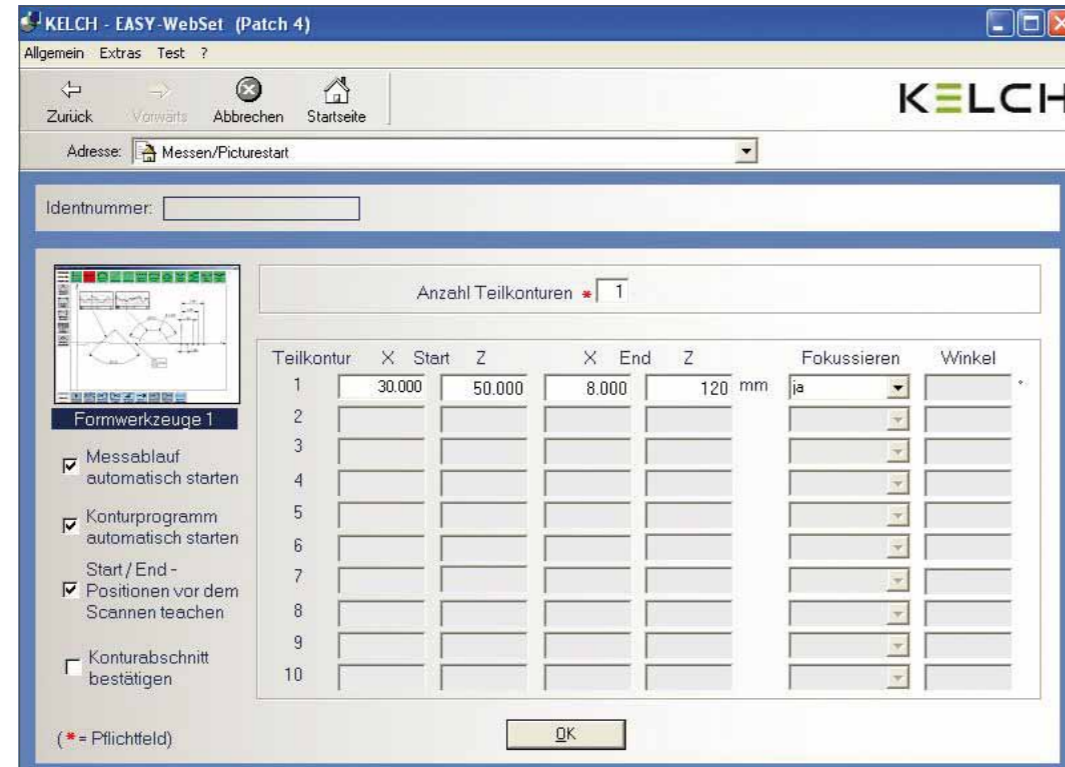 KELCH - EASY-WebSet (Patch 4)
Allgemein Extras Test ?
Zurück Vorwärts Abbrechen Startseite
KELCH
Adresse: Messen/Picturestart
Identnummer:
Anzahl Teilkonturen * 1
Formwerkzeuge 1
Messablauf
automatisch starten
Konturprogramm
automatisch starten
Start / End -
Positionen vor dem
Scannen teachen
Konturabschnitt
bestätigen
(* = Pflichtfeld)
Teilkontur X Start Z X End Z Fokussieren Winkel
1 30.000 50.000 8.000 120 mm ja °
2
3
4
5
6
7
8
9
10
OK